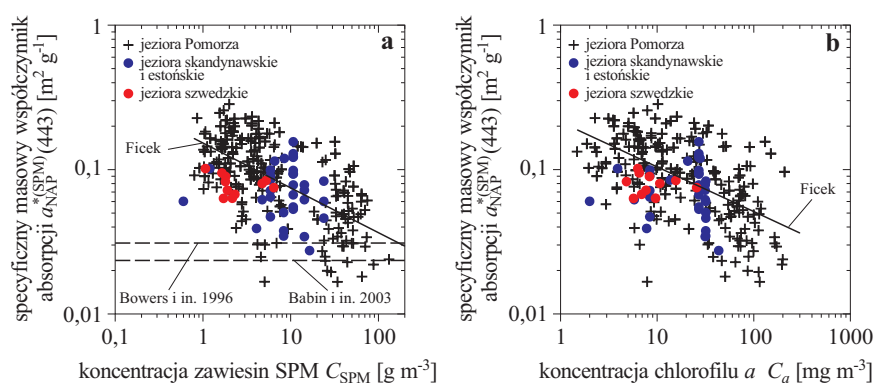 specyficzny masowy współczynnik
absorpcji a*(SPM)NAP(443) [m² g⁻¹]
1
0,1
0,01
a
jeziora Pomorza
jeziora skandynawskie
i estońskie
jeziora szwedzkie
Ficek
Bowers i in. 1996
Babin i in. 2003
0,1
1
10
100
koncentracja zawiesin SPM CSPM [g m⁻³]
specyficzny masowy współczynnik
absorpcji a*(SPM)NAP(443) [m² g⁻¹]
1
0,1
0,01
b
jeziora Pomorza
jeziora skandynawskie
i estońskie
jeziora szwedzkie
Ficek
1
10
100
1000
koncentracja chlorofilu a Ca [mg m⁻³]